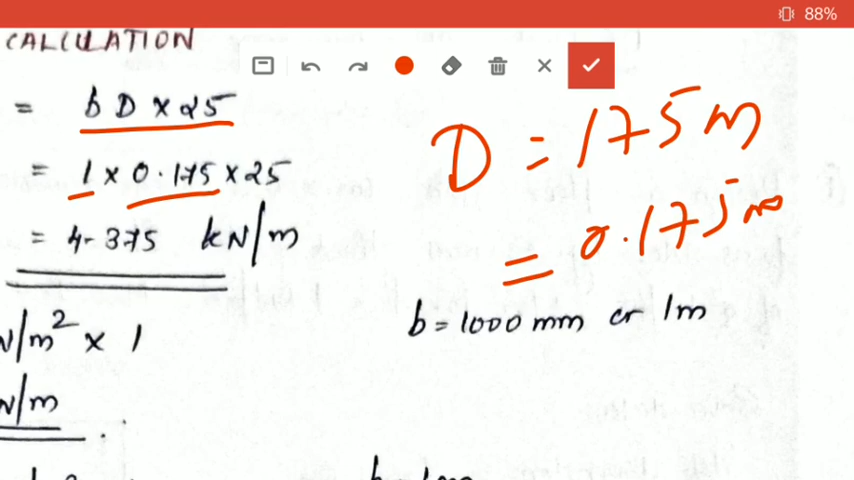 88%
CALCULATION
= bD × 25
= 1 × 0.175 × 25
= 4.375 kN/m
D = 175 m
= 0.175 m
b = 1000 mm or 1m
N/m² × 1
N/m